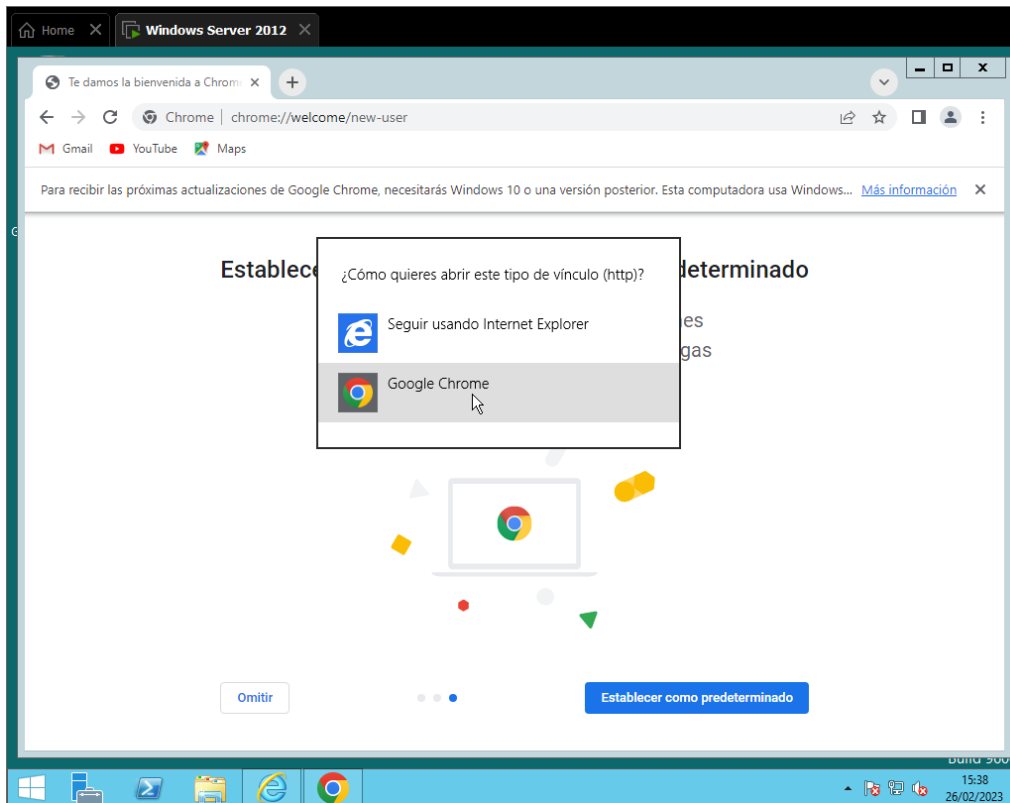 Home
Windows Server 2012
Te damos la bienvenida a Chrom
Chrome | chrome://welcome/new-user
Gmail YouTube Maps
Para recibir las próximas actualizaciones de Google Chrome, necesitarás Windows 10 o una versión posterior. Esta computadora usa Windows... Más información
Establece
determinado
¿Cómo quieres abrir este tipo de vínculo (http)?
Seguir usando Internet Explorer
Google Chrome
Omitir
Establecer como predeterminado
15:38
26/02/2023